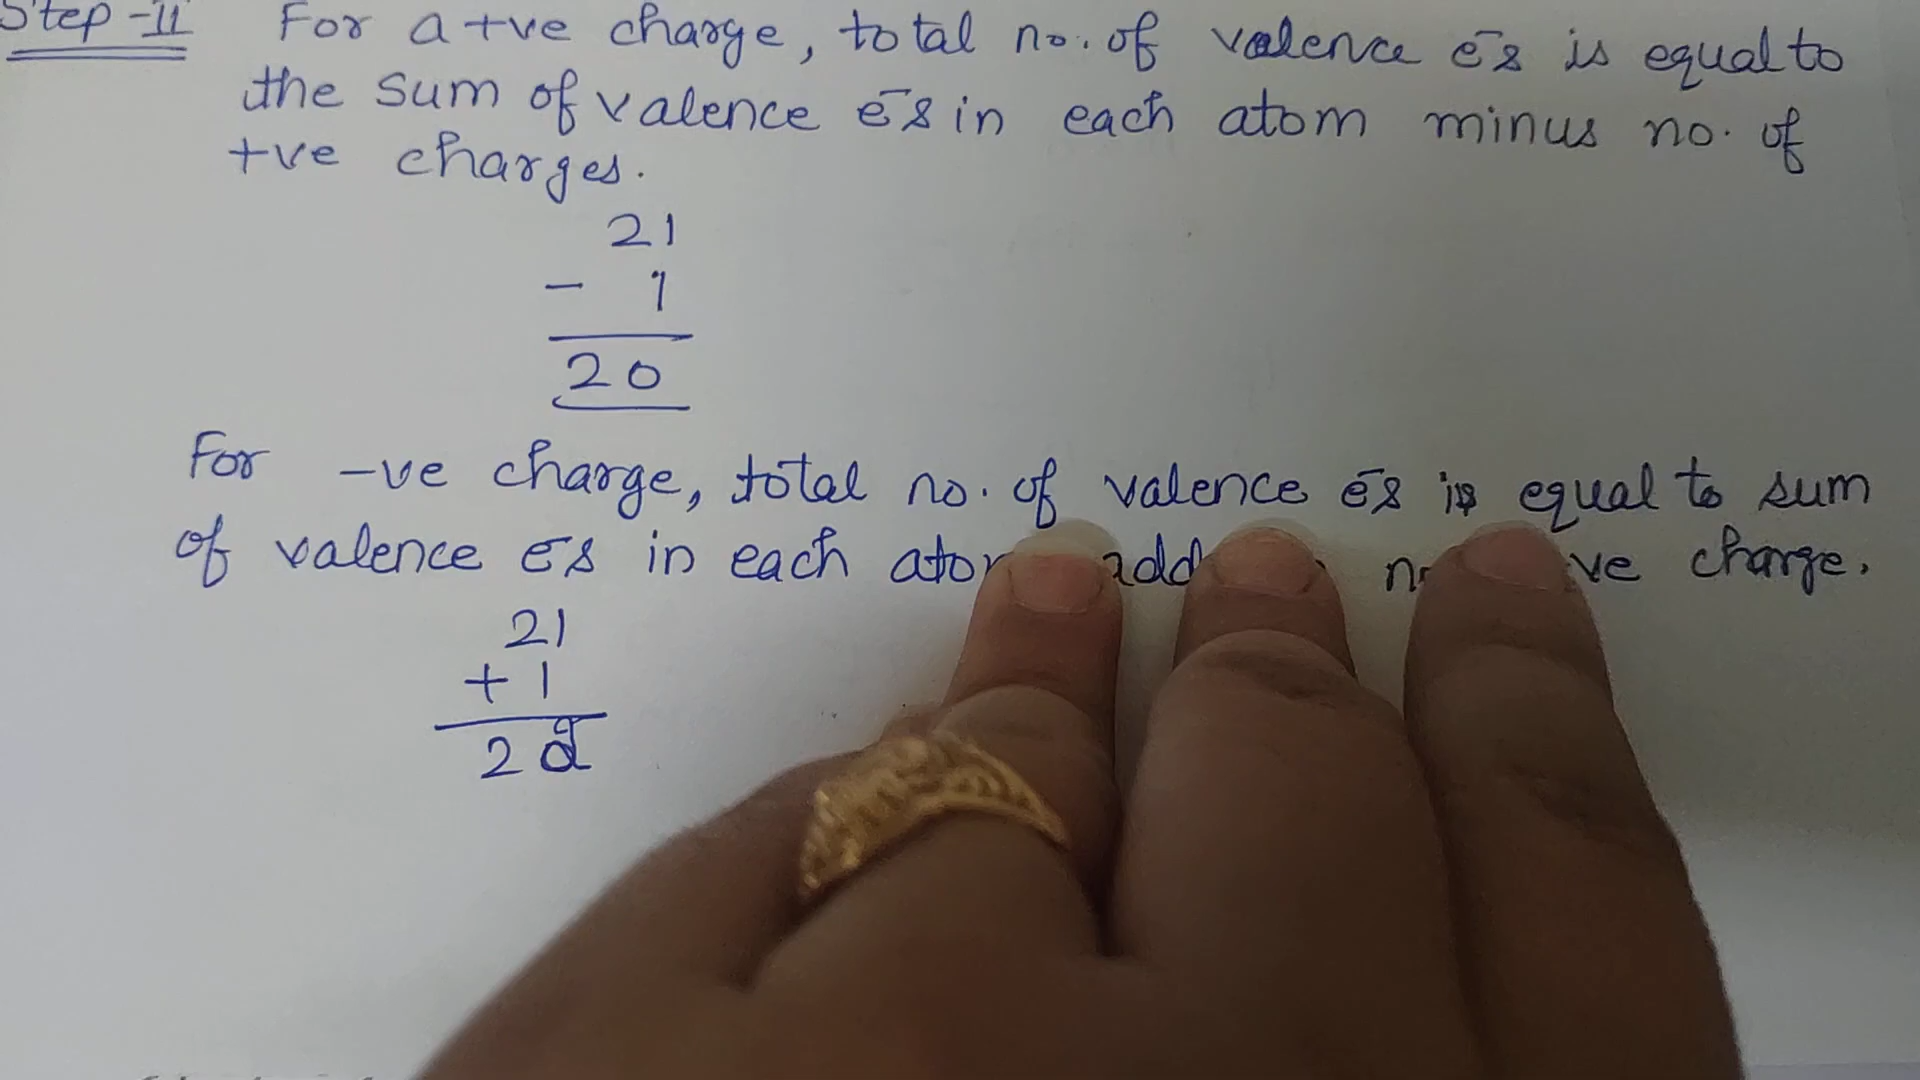 Step-II For a +ve charge, total no. of valence e̅s is equal to
the sum of valence e̅s in each atom minus no. of
+ve charges.
21
- 1
20
For -ve charge, total no. of valence e̅s is equal to sum
of valence e̅s in each add ve charge.
21
+ 1
22